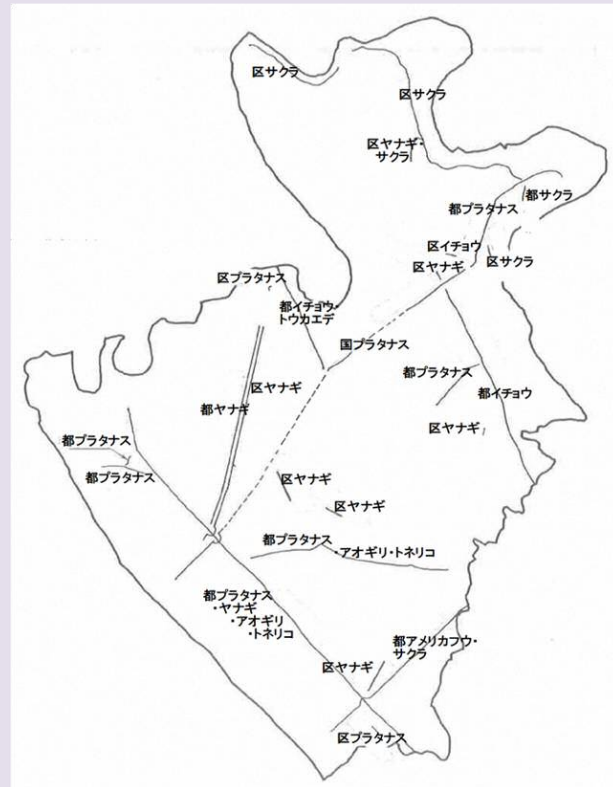 区サクラ
区サクラ
区ヤナギ・
サクラ
都サクラ
都プラタナス
区イチョウ
区サクラ
区ヤナギ
区プラタナス
都イチョウ・
トウカエデ
国プラタナス
都プラタナス
区ヤナギ
都イチョウ
都ヤナギ
区ヤナギ
都プラタナス
都プラタナス
区ヤナギ
区ヤナギ
都プラタナス
・アオギリ・トネリコ
都プラタナス
・ヤナギ
・アオギリ
・トネリコ
都アメリカフウ・
サクラ
区ヤナギ
区プラタナス